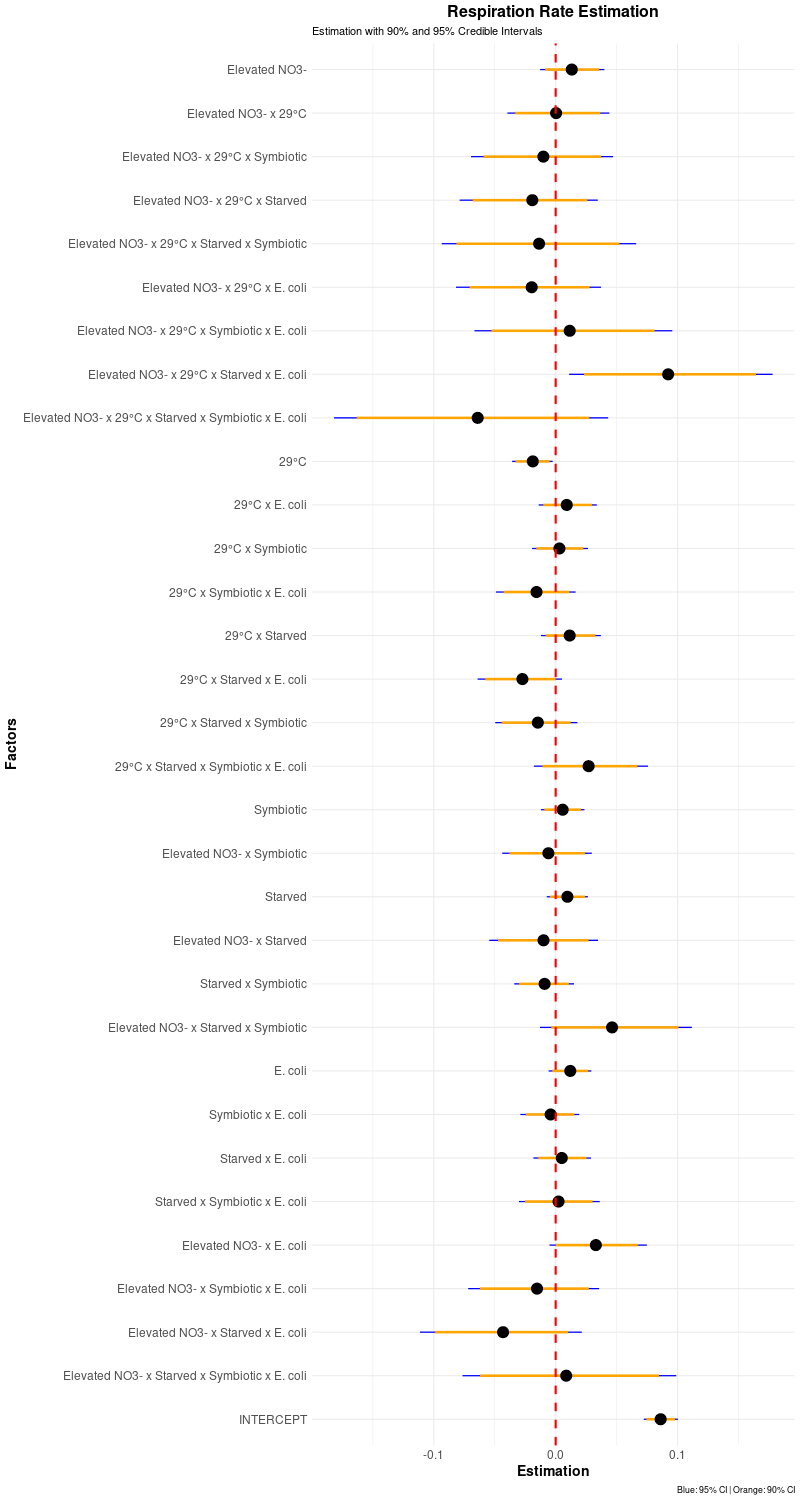 Respiration Rate Estimation
Estimation with 90% and 95% Credible Intervals
Elevated NO3-
Elevated NO3- x 29°C
Elevated NO3- x 29°C x Symbiotic
Elevated NO3- x 29°C x Starved
Elevated NO3- x 29°C x Starved x Symbiotic
Elevated NO3- x 29°C x E. coli
Elevated NO3- x 29°C x Symbiotic x E. coli
Elevated NO3- x 29°C x Starved x E. coli
Elevated NO3- x 29°C x Starved x Symbiotic x E. coli
29°C
29°C x E. coli
29°C x Symbiotic
29°C x Symbiotic x E. coli
29°C x Starved
29°C x Starved x E. coli
29°C x Starved x Symbiotic
29°C x Starved x Symbiotic x E. coli
Symbiotic
Elevated NO3- x Symbiotic
Starved
Elevated NO3- x Starved
Starved x Symbiotic
Elevated NO3- x Starved x Symbiotic
E. coli
Symbiotic x E. coli
Starved x E. coli
Starved x Symbiotic x E. coli
Elevated NO3- x E. coli
Elevated NO3- x Symbiotic x E. coli
Elevated NO3- x Starved x E. coli
Elevated NO3- x Starved x Symbiotic x E. coli
INTERCEPT
Factors
-0.1 0.0 0.1
Estimation
Blue: 95% CI | Orange: 90% CI